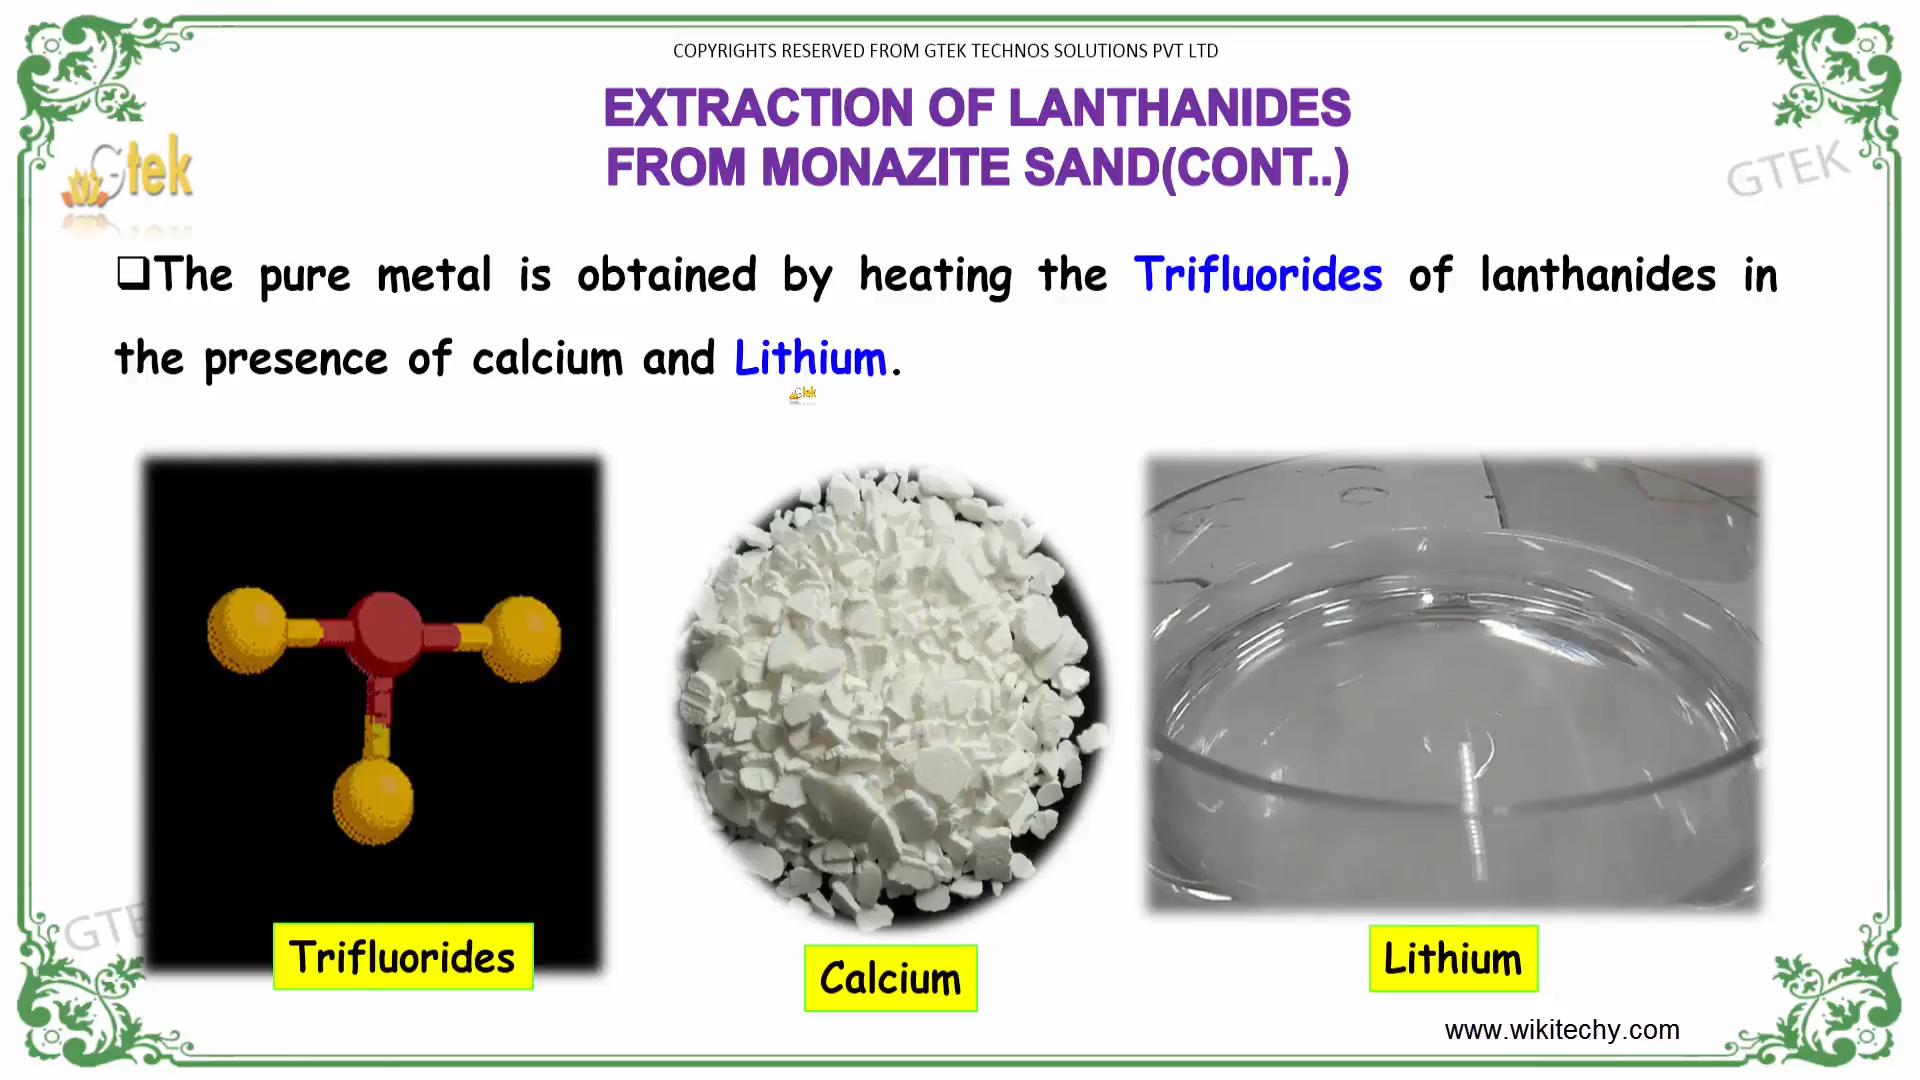 COPYRIGHTS RESERVED FROM GTEK TECHNOS SOLUTIONS PVT LTD
EXTRACTION OF LANTHANIDES
FROM MONAZITE SAND(CONT..)
Gtek
GTEK
❑The pure metal is obtained by heating the Trifluorides of lanthanides in
the presence of calcium and Lithium.
Gtek
GTE
Trifluorides
Calcium
Lithium
www.wikitechy.com